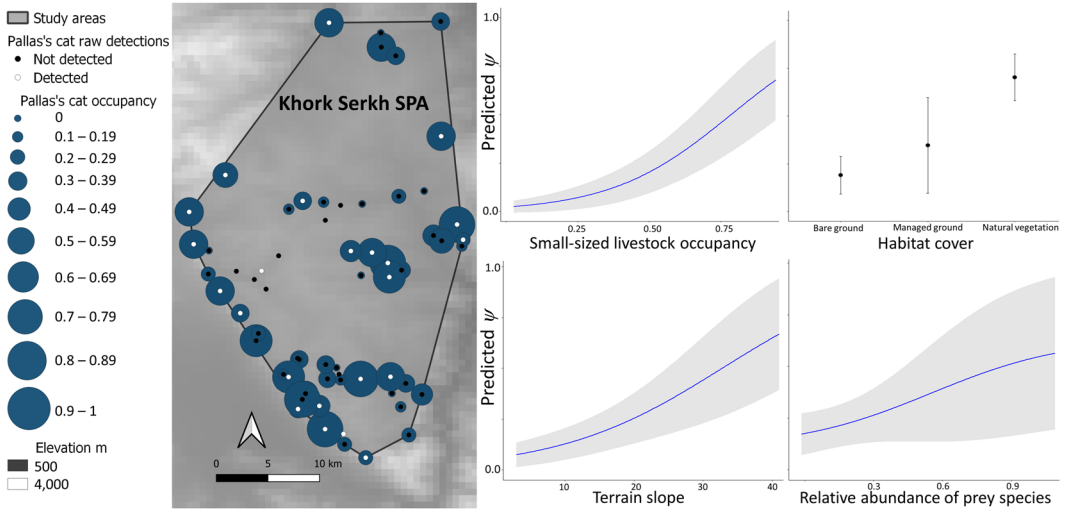 Study areas
Pallas's cat raw detections
Not detected
Detected
Pallas's cat occupancy
0
0.1 – 0.19
0.2 – 0.29
0.3 – 0.39
0.4 – 0.49
0.5 – 0.59
0.6 – 0.69
0.7 – 0.79
0.8 – 0.89
0.9 – 1
Elevation m
500
4,000
Khork Serkh SPA
0 5 10 km
Predicted ψ
1.0
0.0
0.25 0.50 0.75
Small-sized livestock occupancy
Bare ground Managed ground Natural vegetation
Habitat cover
Predicted ψ
1.0
0.0
10 20 30 40
Terrain slope
0.3 0.6 0.9
Relative abundance of prey species